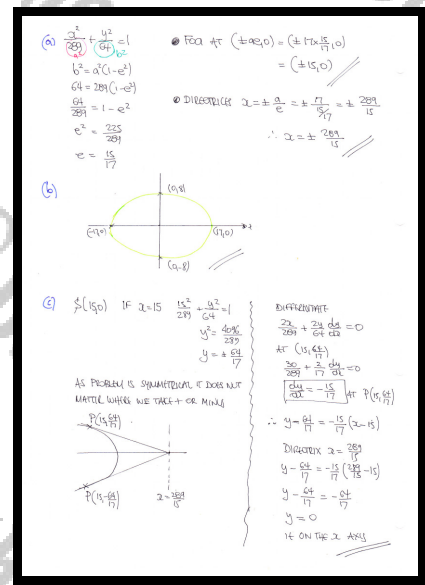 (a) x²/289 + y²/64 = 1
a² b²
b² = a²(1-e²)
64 = 289(1-e²)
64/289 = 1 - e²
e² = 225/289
e = 15/17
• FOCI AT (±ae,0) = (±17×15/17,0)
= (±15,0)
• DIRECTRICES x = ± a/e = ± 17/(15/17) = ± 289/15
∴ x = ± 289/15
(b)
(0,8)
(-17,0) (17,0) x
(0,-8)
(c) S(15,0) IF x=15 15²/289 + y²/64 = 1
y² = 4096/289
y = ± 64/17
AS PROBLEM IS SYMMETRICAL IT DOES NOT
MATTER WHERE WE TAKE + OR MINUS
P(15,64/17)
P(15,-64/17) x = 289/15
DIFFERENTIATE
2x/289 + 2y/64 dy/dx = 0
AT (15,64/17)
30/289 + 2/17 dy/dx = 0
dy/dx = -15/17 AT P(15,64/17)
∴ y - 64/17 = -15/17 (x-15)
DIRECTRIX x = 289/15
y - 64/17 = -15/17 (289/15 - 15)
y - 64/17 = -64/17
y = 0
IE ON THE x AXIS